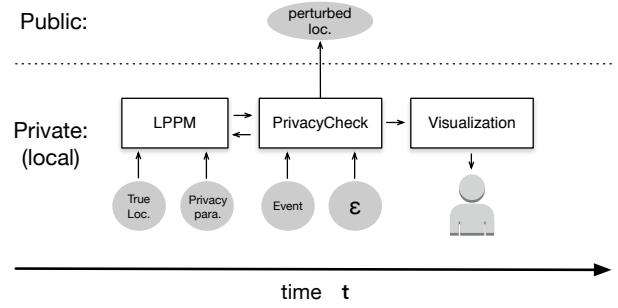 Public:
perturbed
loc.
Private:
(local)
LPPM
PrivacyCheck
Visualization
True
Loc.
Privacy
para.
Event
ε
time t